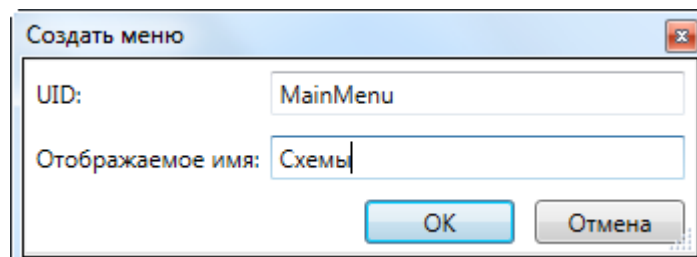 Создать меню
UID: MainMenu
Отображаемое имя: Схемы
OK Отмена